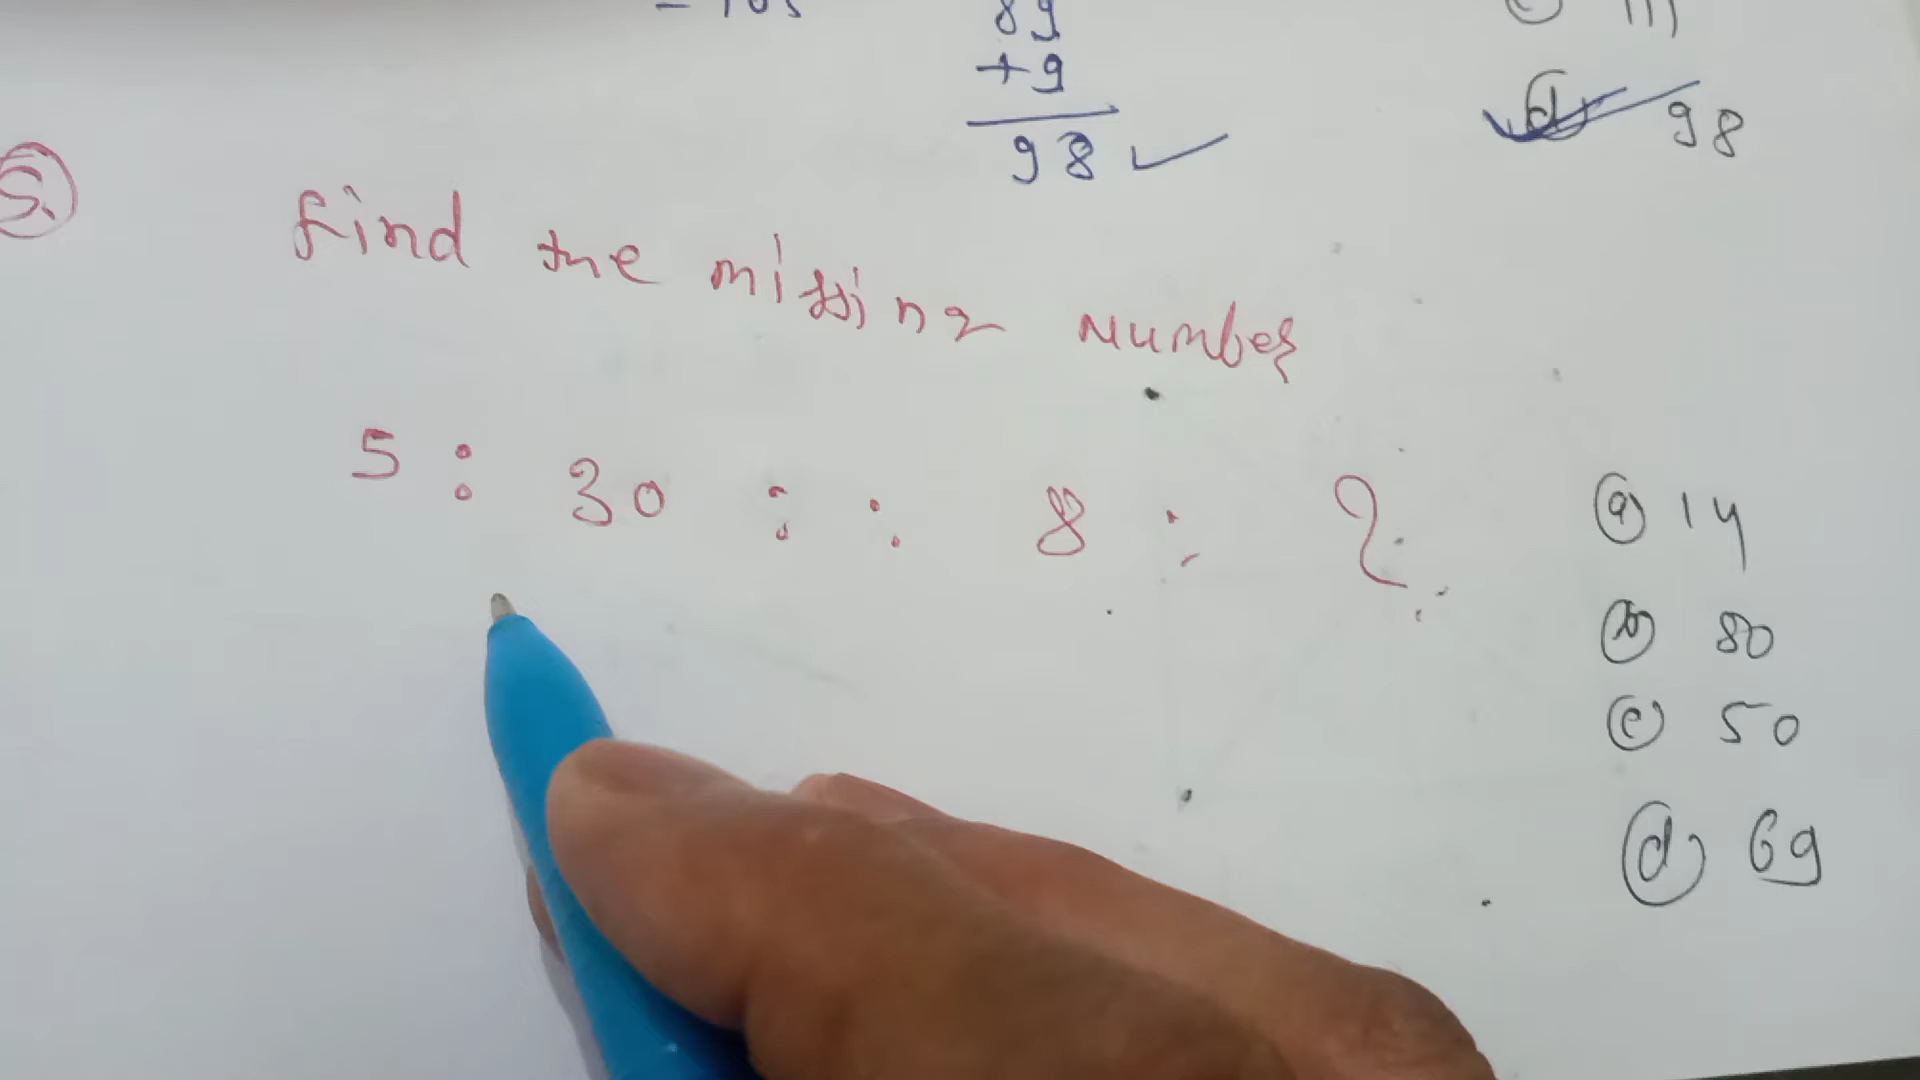 89
+9
98
(d) 98
5.
find the missing number
5 : 30 : : 8 : ?
(a) 14
(b) 80
(c) 50
(d) 69